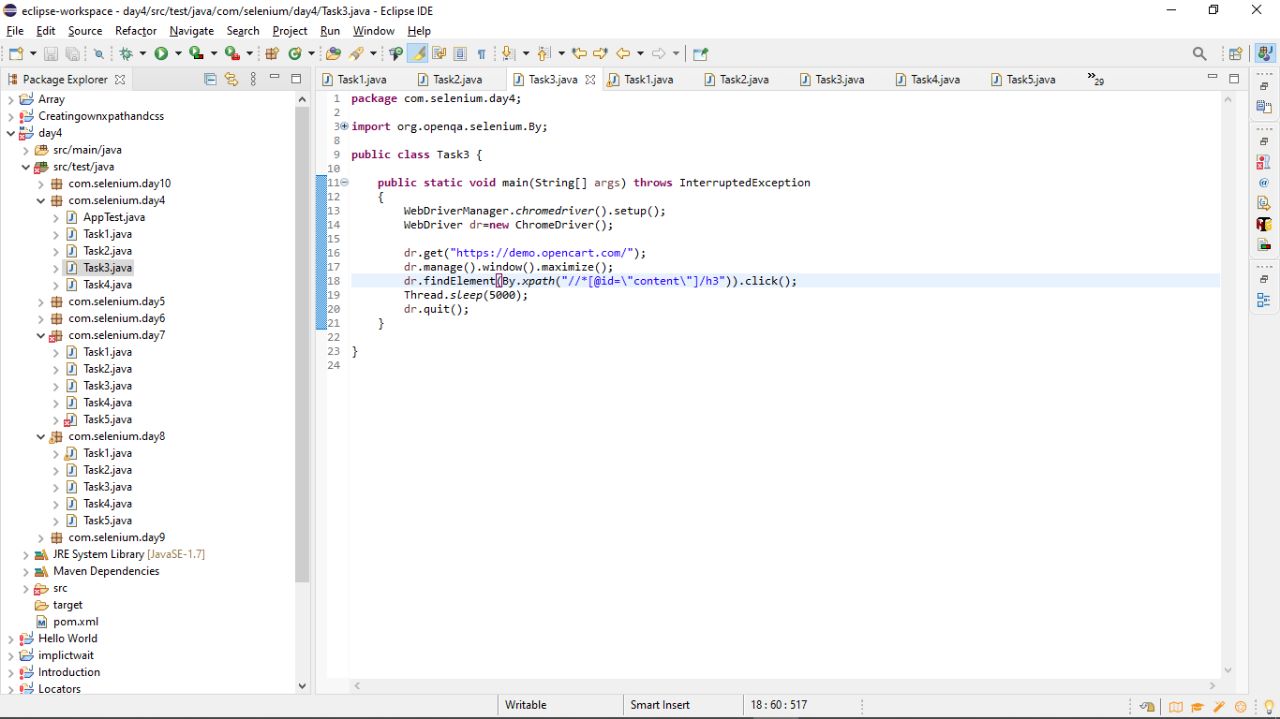 eclipse-workspace - day4/src/test/java/com/selenium/day4/Task3.java - Eclipse IDE
File Edit Source Refactor Navigate Search Project Run Window Help
Package Explorer
Array
Creatingownxpathandcss
day4
src/main/java
src/test/java
com.selenium.day10
com.selenium.day4
AppTest.java
Task1.java
Task2.java
Task3.java
Task4.java
com.selenium.day5
com.selenium.day6
com.selenium.day7
Task1.java
Task2.java
Task3.java
Task4.java
Task5.java
com.selenium.day8
Task1.java
Task2.java
Task3.java
Task4.java
Task5.java
com.selenium.day9
JRE System Library [JavaSE-1.7]
Maven Dependencies
src
target
pom.xml
Hello World
implictwait
Introduction
Locators
Task1.java Task2.java Task3.java Task1.java Task2.java Task3.java Task4.java Task5.java »29
1 package com.selenium.day4;
2
3 import org.openqa.selenium.By;
8
9 public class Task3 {
10
11 public static void main(String[] args) throws InterruptedException
12 {
13 WebDriverManager.chromedriver().setup();
14 WebDriver dr=new ChromeDriver();
15
16 dr.get("https://demo.opencart.com/");
17 dr.manage().window().maximize();
18 dr.findElement(By.xpath("//*[@id=\"content\"]/h3")).click();
19 Thread.sleep(5000);
20 dr.quit();
21 }
22
23 }
24
Writable Smart Insert 18 : 60 : 517